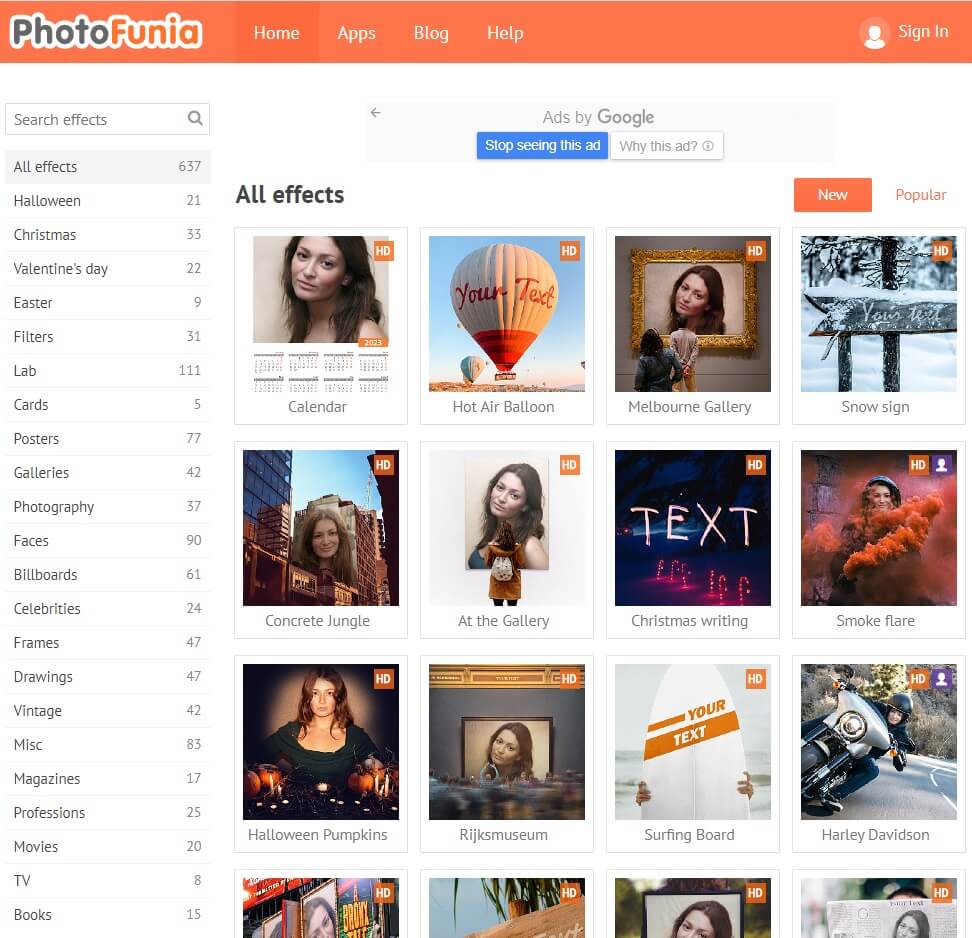 PhotoFunia Home Apps Blog Help Sign In
Search effects
All effects 637
Halloween 21
Christmas 33
Valentine's day 22
Easter 9
Filters 31
Lab 111
Cards 5
Posters 77
Galleries 42
Photography 37
Faces 90
Billboards 61
Celebrities 24
Frames 47
Drawings 47
Vintage 42
Misc 83
Magazines 17
Professions 25
Movies 20
TV 8
Books 15
Ads by Google
Stop seeing this ad Why this ad?
All effects New Popular
HD HD HD HD
Your Text
Your text
2023
Calendar Hot Air Balloon Melbourne Gallery Snow sign
HD HD HD HD
TEXT
Concrete Jungle At the Gallery Christmas writing Smoke flare
HD HD HD HD
YOUR
TEXT
Halloween Pumpkins Rijksmuseum Surfing Board Harley Davidson
HD HD HD HD
A
BRONX
TALE
Your Text